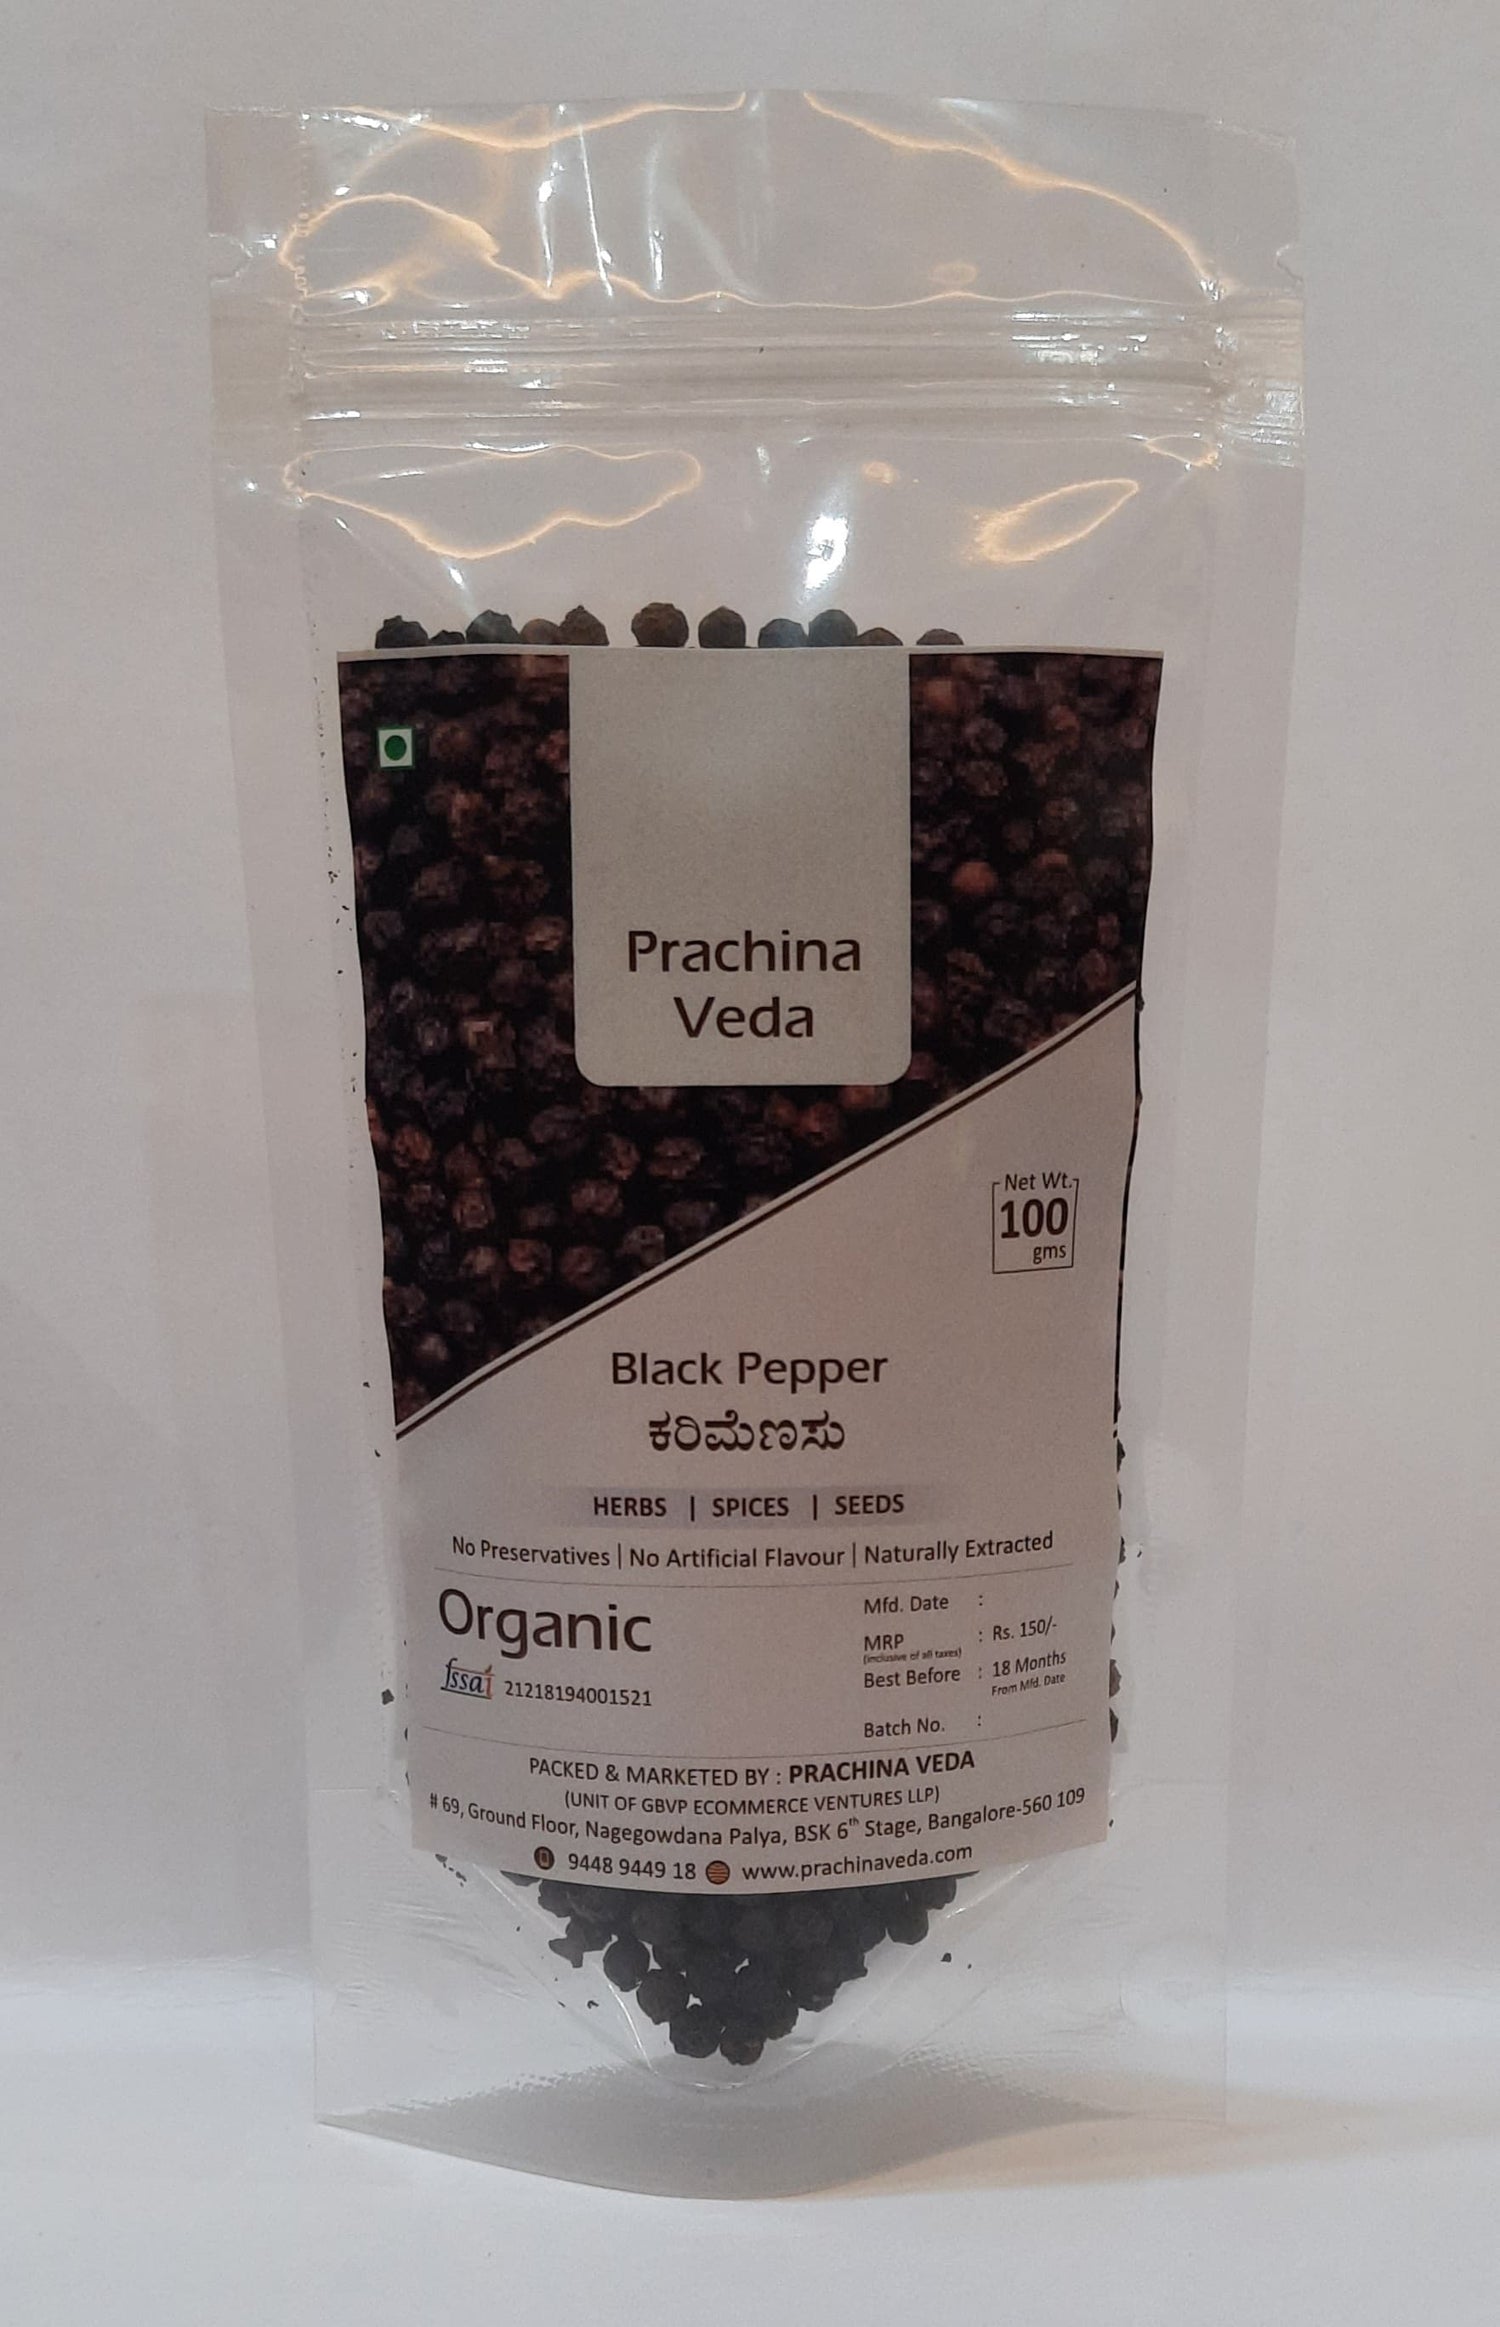 Prachina
Veda
Net Wt.
100
gms
Black Pepper
ಕರಿಮೆಣಸು
HERBS | SPICES | SEEDS
No Preservatives | No Artificial Flavour | Naturally Extracted
Organic
fssai 21218194001521
Mfd. Date :
MRP : Rs. 150/-
(inclusive of all taxes)
Best Before : 18 Months
From Mfd. Date
Batch No. :
PACKED & MARKETED BY : PRACHINA VEDA
(UNIT OF GBVP ECOMMERCE VENTURES LLP)
# 69, Ground Floor, Nagegowdana Palya, BSK 6th Stage, Bangalore-560 109
9448 9449 18 www.prachinaveda.com